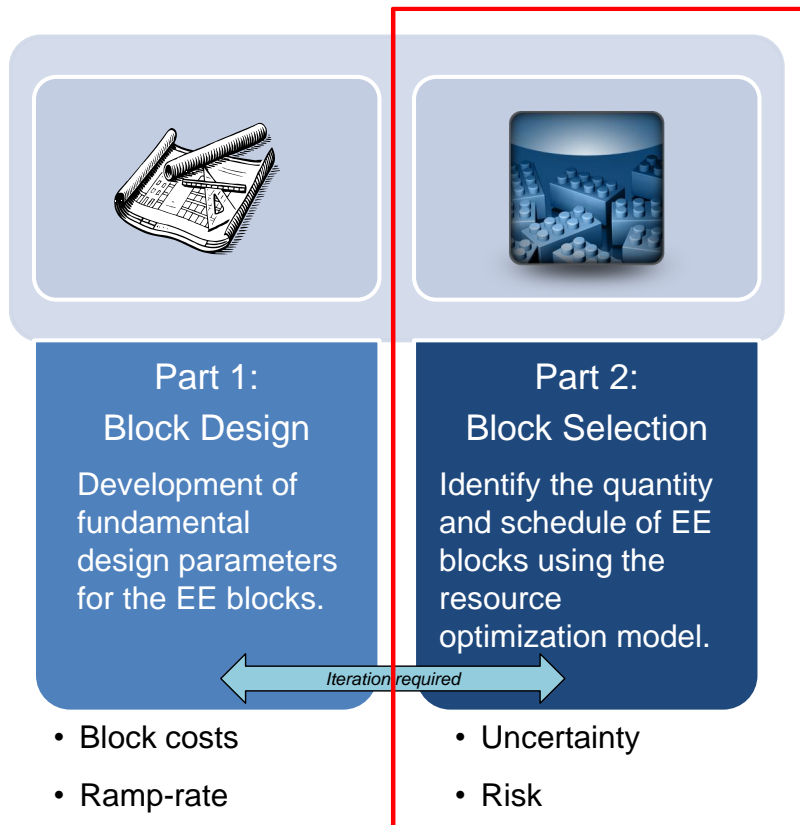 Part 1:
Block Design
Development of
fundamental
design parameters
for the EE blocks.
Part 2:
Block Selection
Identify the quantity
and schedule of EE
blocks using the
resource
optimization model.
Iteration required
• Block costs
• Ramp-rate
• Uncertainty
• Risk